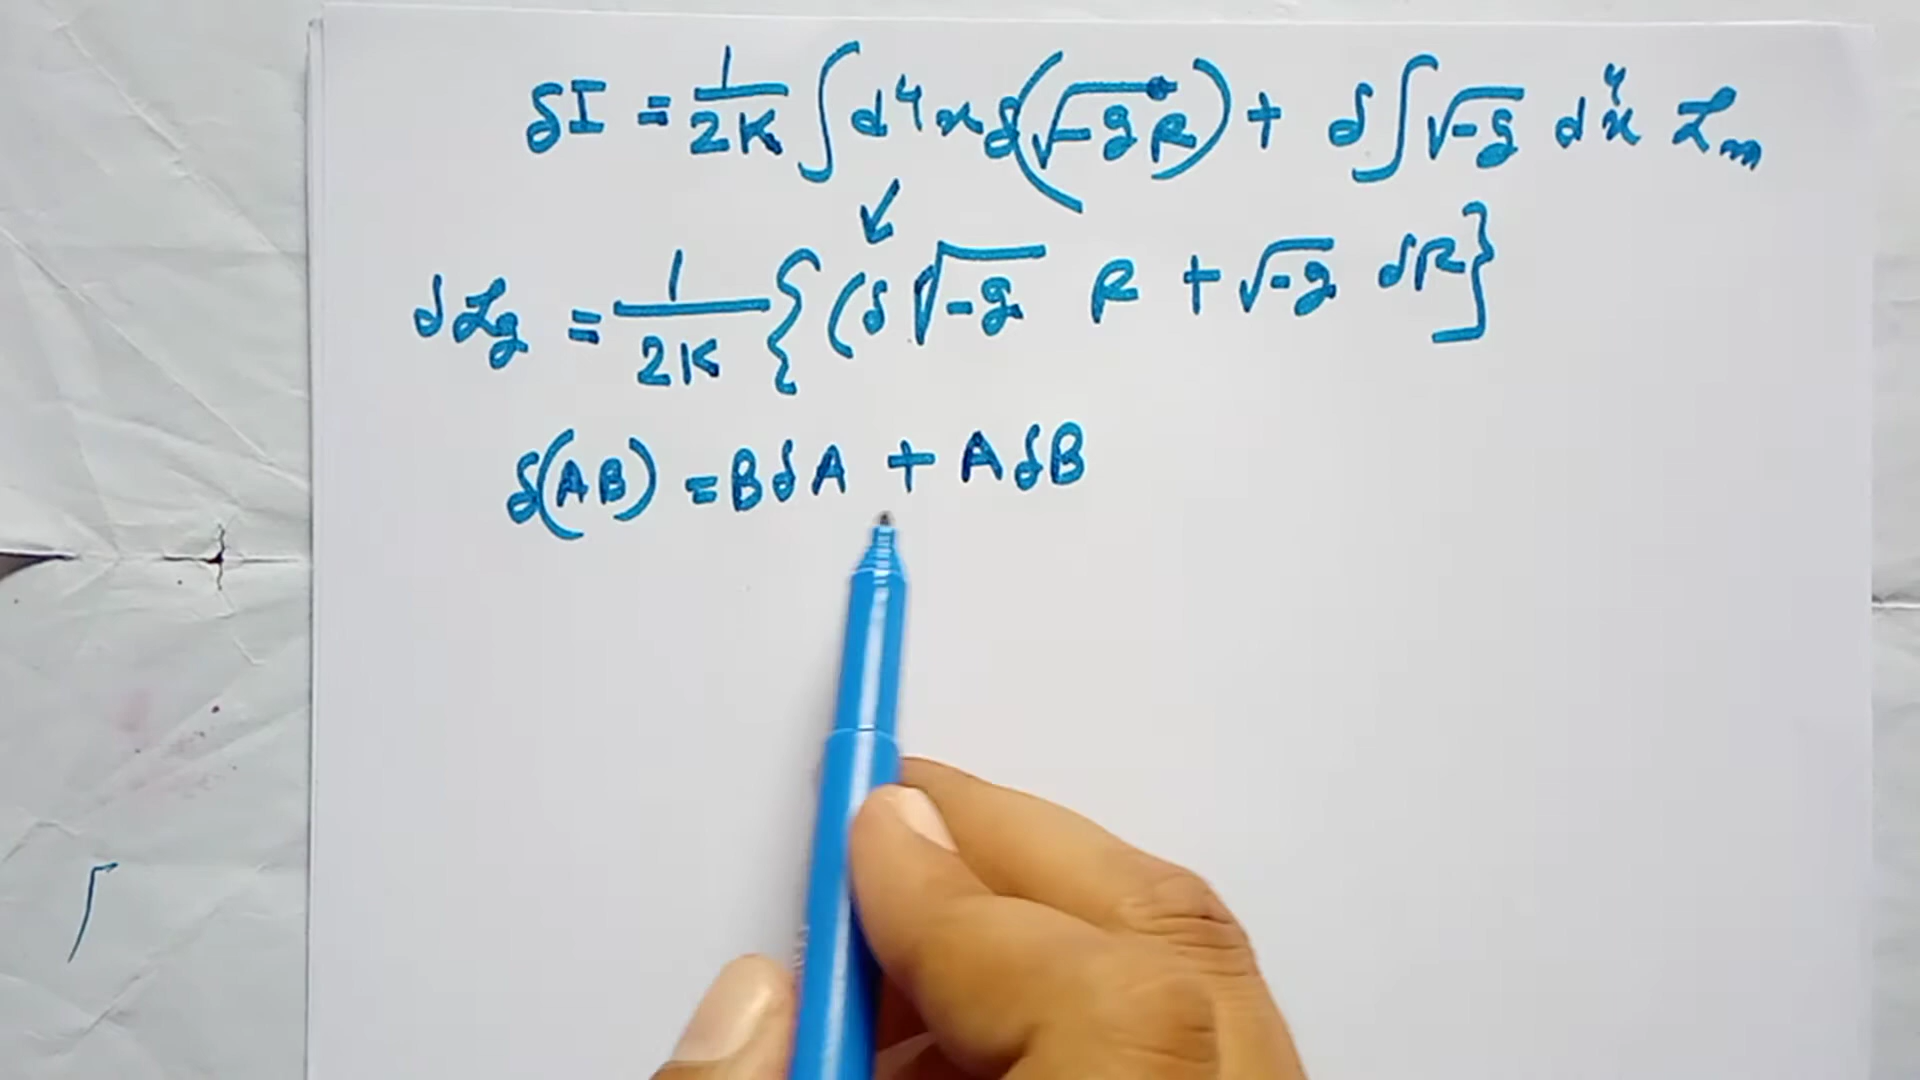 δI = 1/2K ∫ d⁴x δ(√-g R) + δ ∫ √-g d⁴x ℒm
δℒg = 1/2K { (δ √-g R + √-g δR }
δ(AB) = BδA + AδB